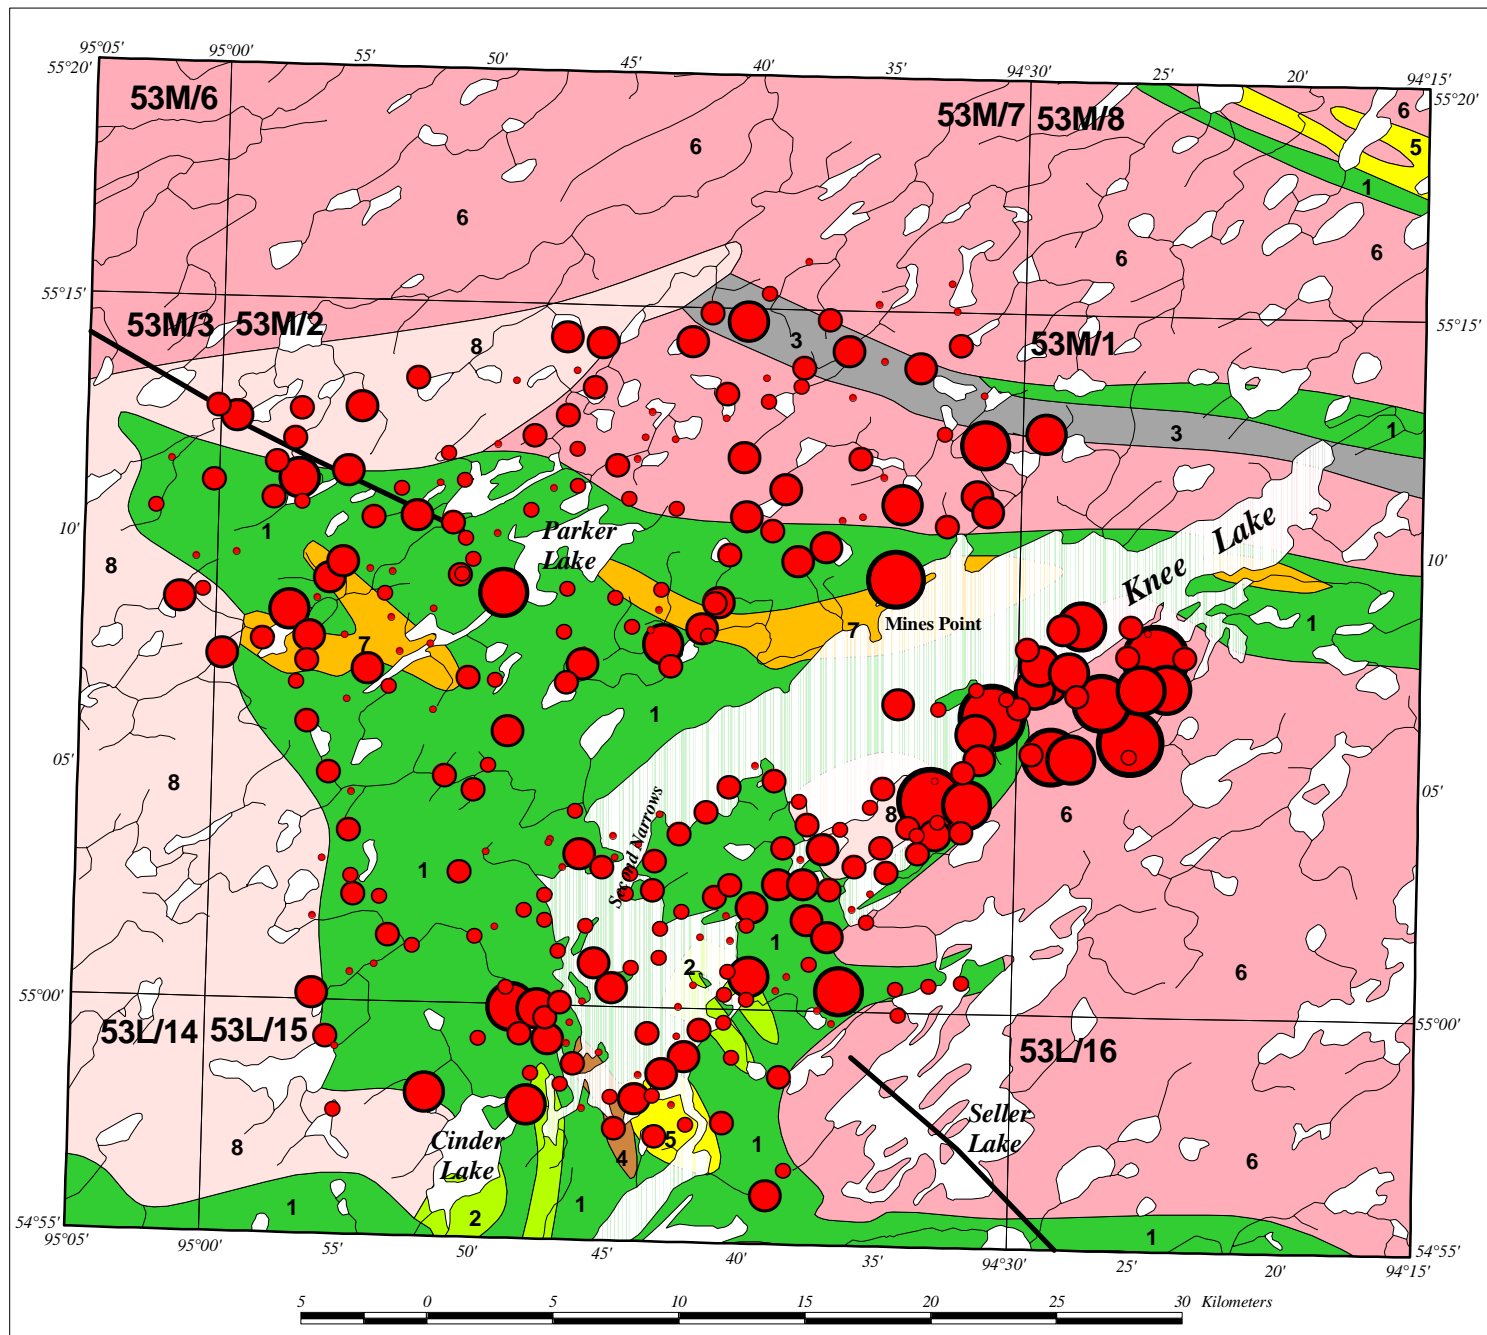 95°05' 95°00' 55' 50' 45' 40' 35' 94°30' 25' 20' 94°15'
55°20' 55°20'
53M/6 53M/7 53M/8
6 6
5
1
6 6 6
55°15' 55°15'
53M/3 53M/2 53M/1
8 3
3 1
Knee Lake
10' 10'
1 Parker
Lake
8
7 7 Mines Point 1
1
05' 05'
8 Second Narrows 8 6
1
1
2 6
55°00' 55°00'
53L/14 53L/15 53L/16
Seller
Lake
Cinder
Lake
8 5 1
4 6
1 2 1 1
54°55' 54°55'
95°05' 95°00' 55' 50' 45' 40' 35' 94°30' 25' 20' 94°15'
5 0 5 10 15 20 25 30 Kilometers